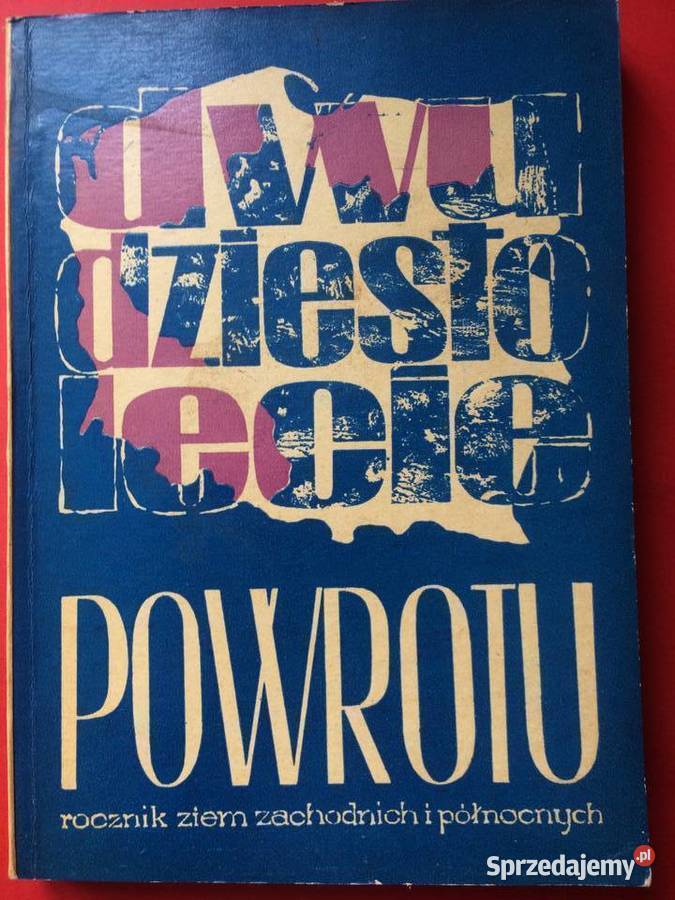 dwu
dziesto
lecie
POWROTU
rocznik ziem zachodnich i północnych
Sprzedajemy.pl